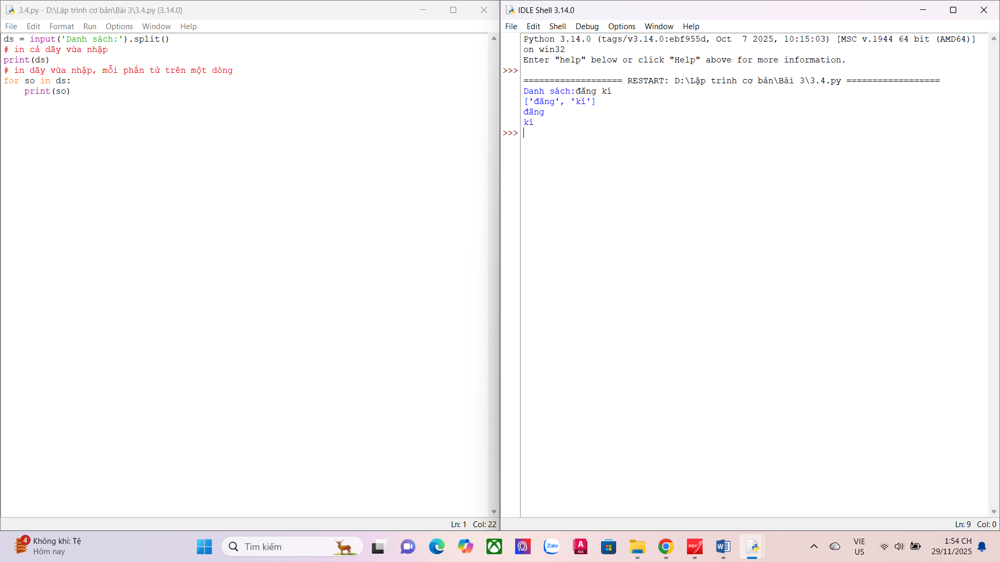 3.4.py - D:\Lập trình cơ bản\Bài 3\3.4.py (3.14.0)
File Edit Format Run Options Window Help
ds = input('Danh sách:').split()
# in cả dãy vừa nhập
print(ds)
# in dãy vừa nhập, mỗi phần tử trên một dòng
for so in ds:
    print(so)
Ln: 1 Col: 22
IDLE Shell 3.14.0
File Edit Shell Debug Options Window Help
Python 3.14.0 (tags/v3.14.0:ebf955d, Oct  7 2025, 10:15:03) [MSC v.1944 64 bit (AMD64)]
on win32
Enter "help" below or click "Help" above for more information.
>>>
=================== RESTART: D:\Lập trình cơ bản\Bài 3\3.4.py ==================
Danh sách:đăng kí
['đăng', 'kí']
đăng
kí
>>>
Ln: 9 Col: 0
4
Không khí: Tệ
Hôm nay
Tìm kiếm
Zalo
A
ELC
PDF
W
VIE
US
1:54 CH
29/11/2025